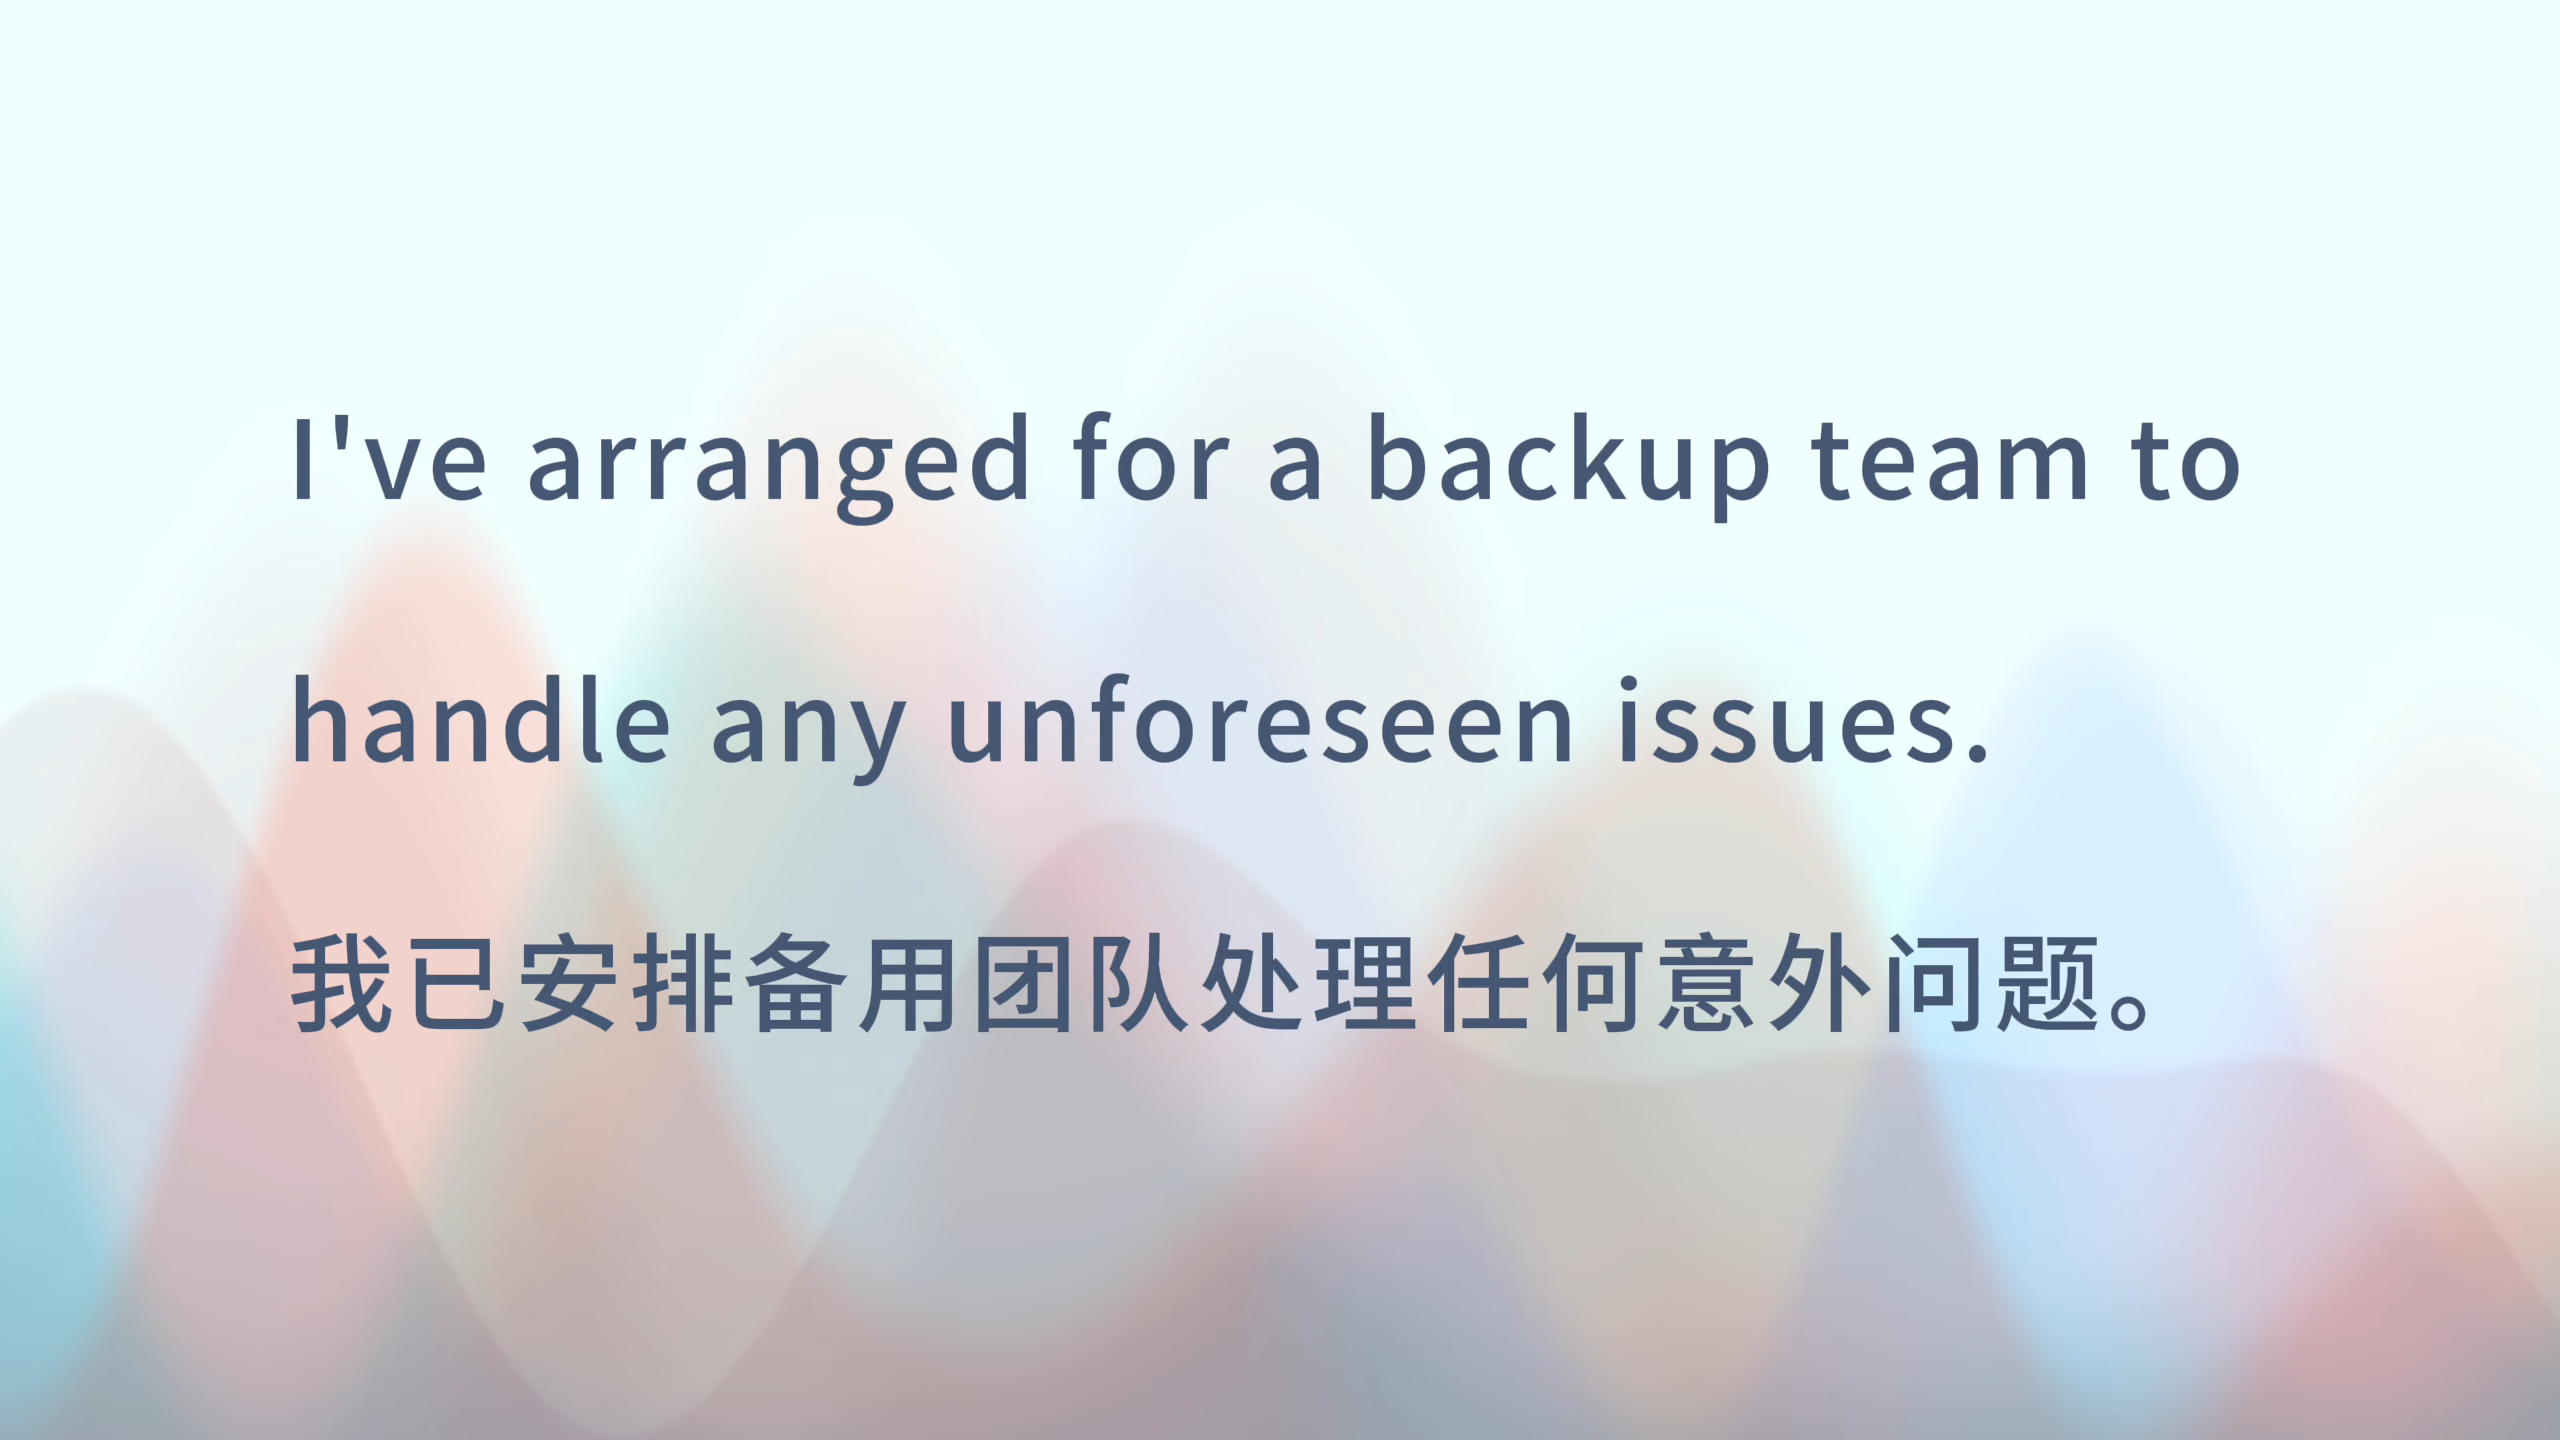 I've arranged for a backup team to
handle any unforeseen issues.
我已安排备用团队处理任何意外问题。